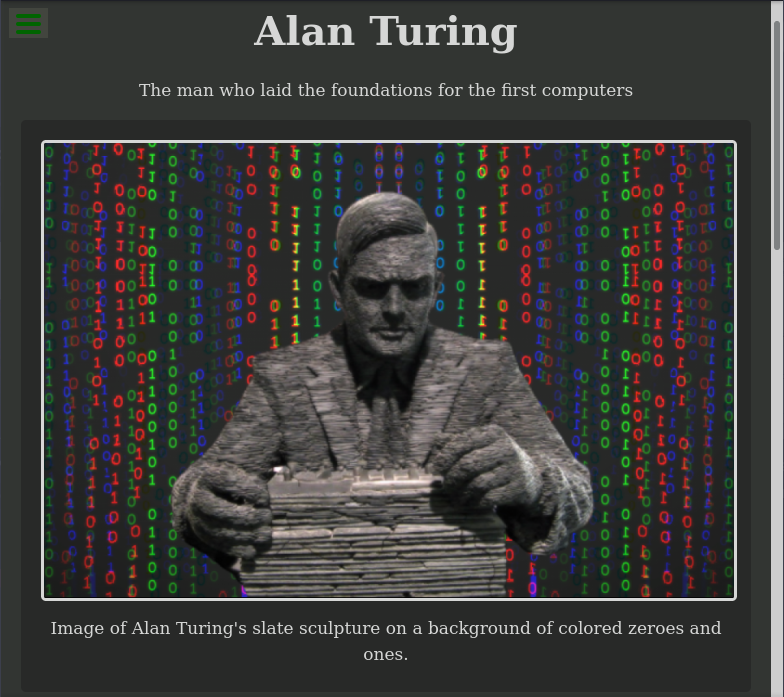 Alan Turing
The man who laid the foundations for the first computers
Image of Alan Turing's slate sculpture on a background of colored zeroes and
ones.